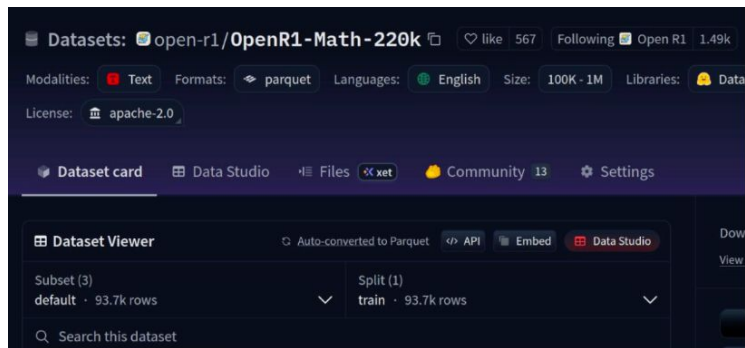 Datasets: open-r1/OpenR1-Math-220k like 567 Following Open R1 1.49k
Modalities: Text Formats: parquet Languages: English Size: 100K - 1M Libraries:
License: apache-2.0
Dataset card Data Studio Files xet Community 13 Settings
Dataset Viewer Auto-converted to Parquet </> API Embed Data Studio
Subset (3) Split (1)
default · 93.7k rows train · 93.7k rows
View
Search this dataset